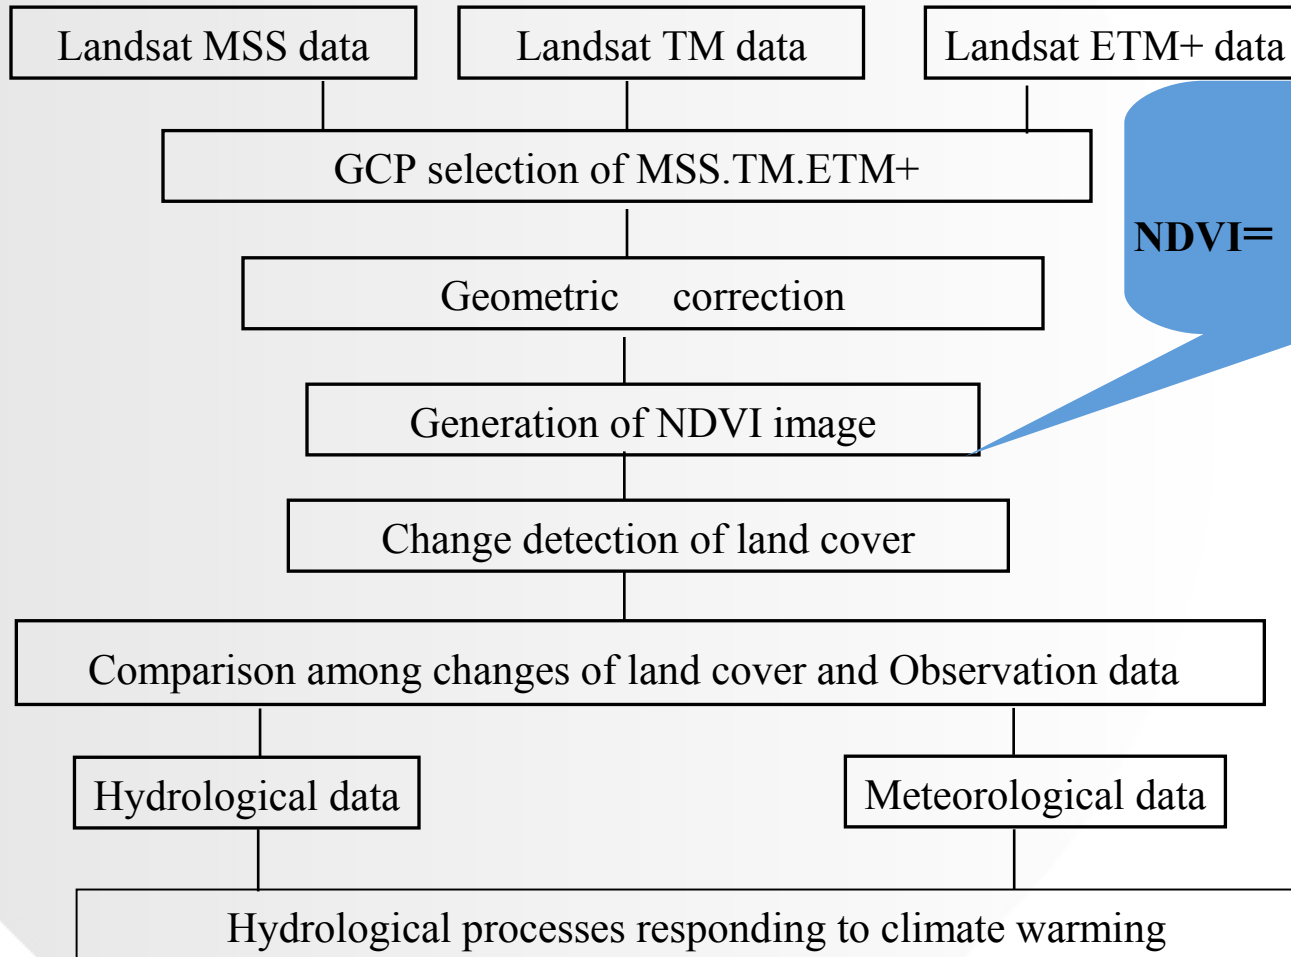 Landsat MSS data
Landsat TM data
Landsat ETM+ data
GCP selection of MSS.TM.ETM+
NDVI=
Geometric correction
Generation of NDVI image
Change detection of land cover
Comparison among changes of land cover and Observation data
Hydrological data
Meteorological data
Hydrological processes responding to climate warming